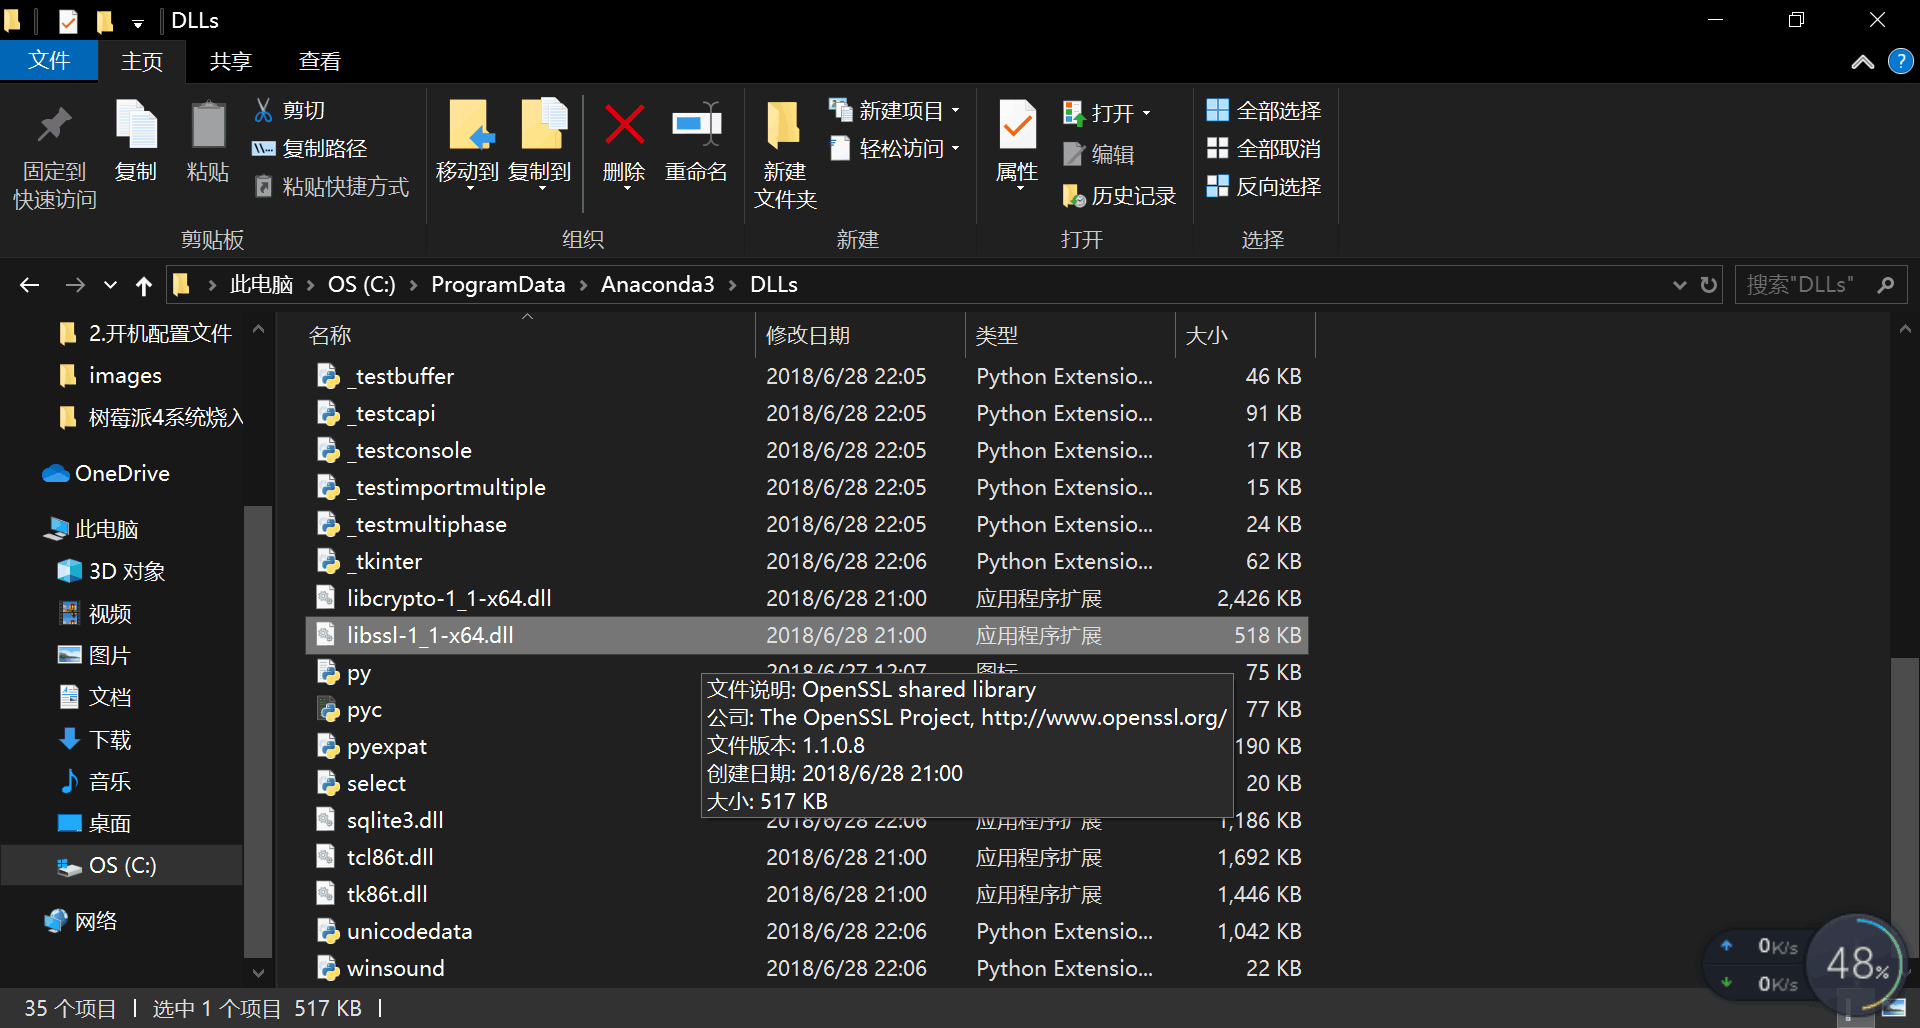 DLLs
文件 主页 共享 查看
固定到
快速访问
复制
粘贴
剪切
复制路径
粘贴快捷方式
剪贴板
移动到
复制到
删除
重命名
组织
新建
文件夹
新建项目
轻松访问
新建
属性
打开
编辑
历史记录
打开
全部选择
全部取消
反向选择
选择
此电脑 > OS (C:) > ProgramData > Anaconda3 > DLLs
搜索"DLLs"
2.开机配置文件
images
树莓派4系统烧入
OneDrive
此电脑
3D 对象
视频
图片
文档
下载
音乐
桌面
OS (C:)
网络
名称 修改日期 类型 大小
_testbuffer 2018/6/28 22:05 Python Extensio... 46 KB
_testcapi 2018/6/28 22:05 Python Extensio... 91 KB
_testconsole 2018/6/28 22:05 Python Extensio... 17 KB
_testimportmultiple 2018/6/28 22:05 Python Extensio... 15 KB
_testmultiphase 2018/6/28 22:05 Python Extensio... 24 KB
_tkinter 2018/6/28 22:06 Python Extensio... 62 KB
libcrypto-1_1-x64.dll 2018/6/28 21:00 应用程序扩展 2,426 KB
libssl-1_1-x64.dll 2018/6/28 21:00 应用程序扩展 518 KB
py 2018/6/27 12:07 图标 75 KB
pyc 77 KB
pyexpat 190 KB
select 20 KB
sqlite3.dll 2018/6/28 22:06 应用程序扩展 1,186 KB
tcl86t.dll 2018/6/28 21:00 应用程序扩展 1,692 KB
tk86t.dll 2018/6/28 21:00 应用程序扩展 1,446 KB
unicodedata 2018/6/28 22:06 Python Extensio... 1,042 KB
winsound 2018/6/28 22:06 Python Extensio... 22 KB
文件说明: OpenSSL shared library
公司: The OpenSSL Project, http://www.openssl.org/
文件版本: 1.1.0.8
创建日期: 2018/6/28 21:00
大小: 517 KB
0K/s
0K/s
48%
35 个项目 选中 1 个项目 517 KB